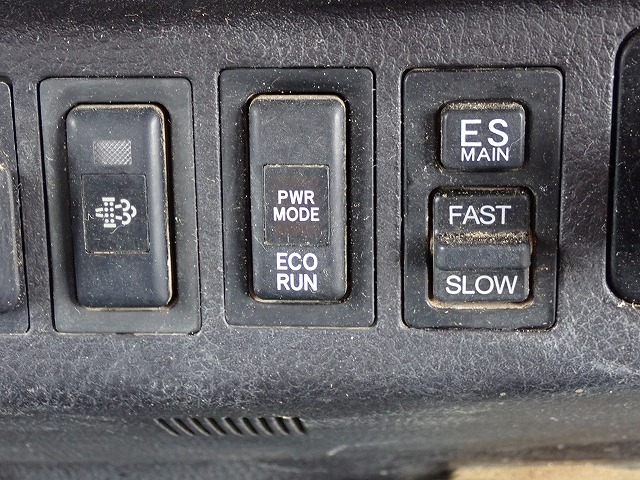 PWR
MODE
ECO
RUN
ES
MAIN
FAST
SLOW